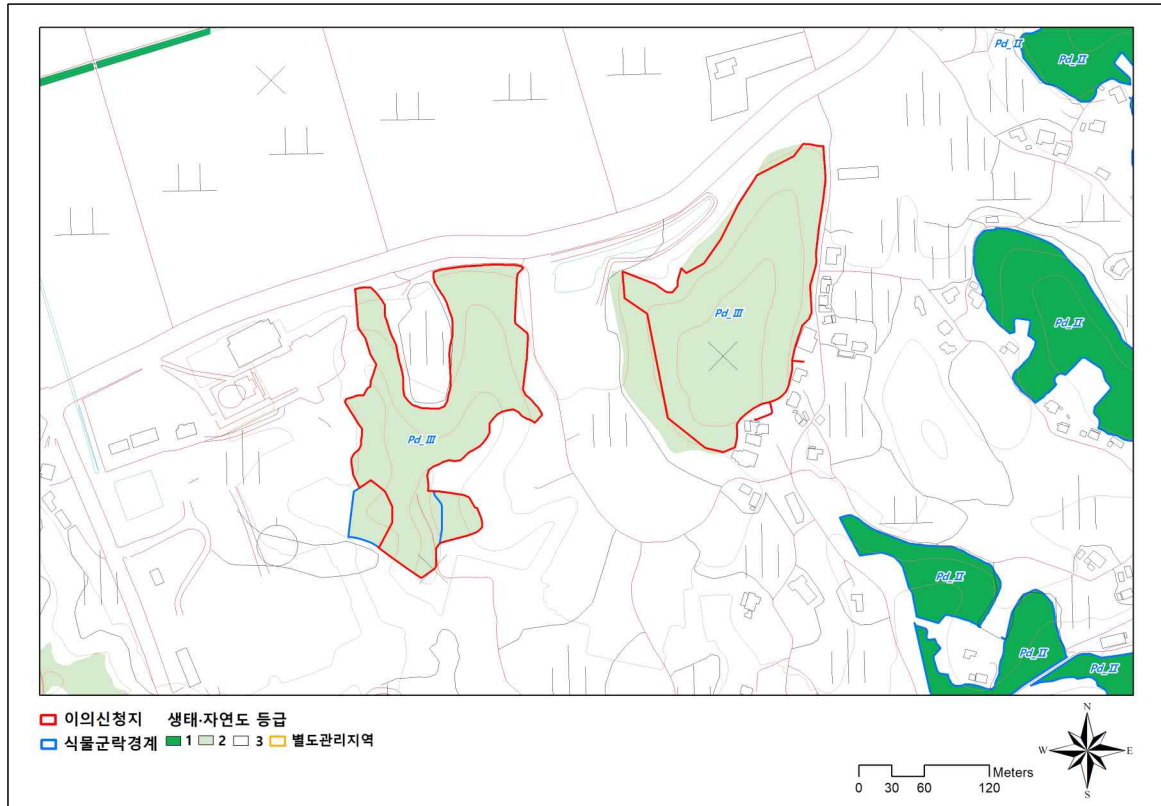 Pd_Ⅱ
Pd_Ⅱ
Pd_Ⅱ
Pd_Ⅲ
Pd_Ⅲ
Pd_Ⅱ
Pd_Ⅱ
Pd_Ⅱ
이의신청지 생태·자연도 등급
식물군락경계 1 2 3 별도관리지역
N
W E
S
Meters
0 30 60 120